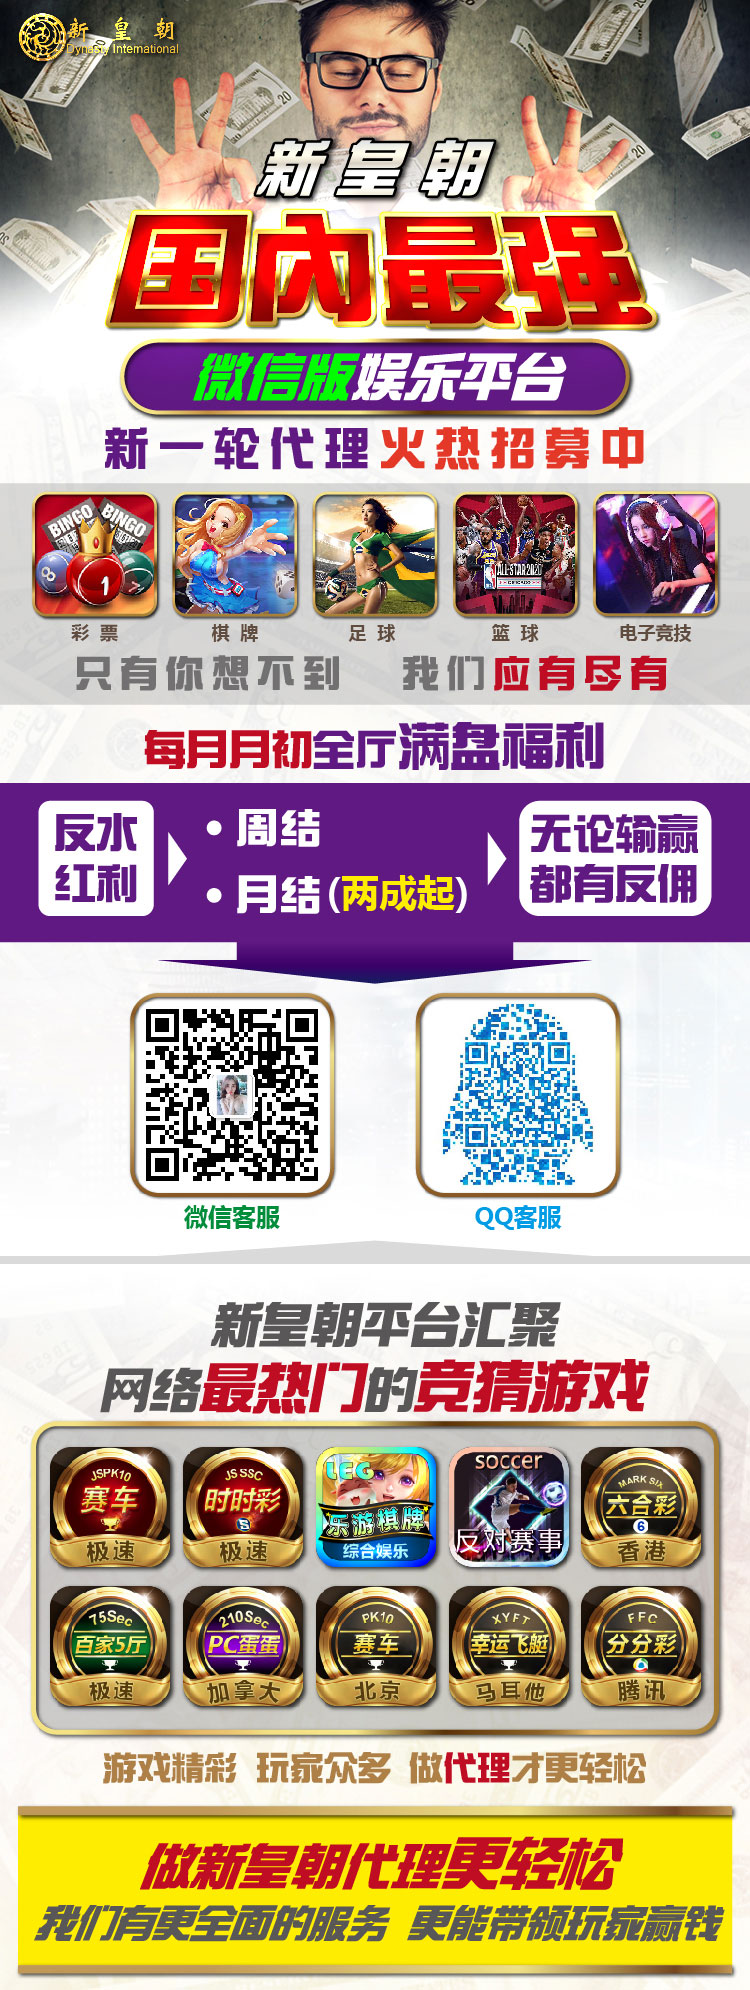 新皇朝
Dynasty International
新皇朝
国内最强
微信版娱乐平台
新一轮代理火热招募中
BINGO BINGO
8 1 2
ALL-STAR 2020
CHICAGO
彩票 棋牌 足球 篮球 电子竞技
只有你想不到 我们应有尽有
每月月初全厅满盘福利
反水红利
• 周结
• 月结(两成起)
无论输赢
都有反佣
微信客服 QQ客服
新皇朝平台汇聚
网络最热门的竞猜游戏
JSPK10
赛车
极速
JS SSC
时时彩
极速
LEG
乐游棋牌
综合娱乐
soccer
反对赛事
MARK SIX
六合彩
6
香港
75Sec
百家5厅
极速
210Sec
PC蛋蛋
加拿大
PK10
赛车
北京
XYFT
幸运飞艇
马耳他
FFC
分分彩
腾讯
游戏精彩 玩家众多 做代理才更轻松
做新皇朝代理更轻松
我们有更全面的服务 更能带领玩家赢钱